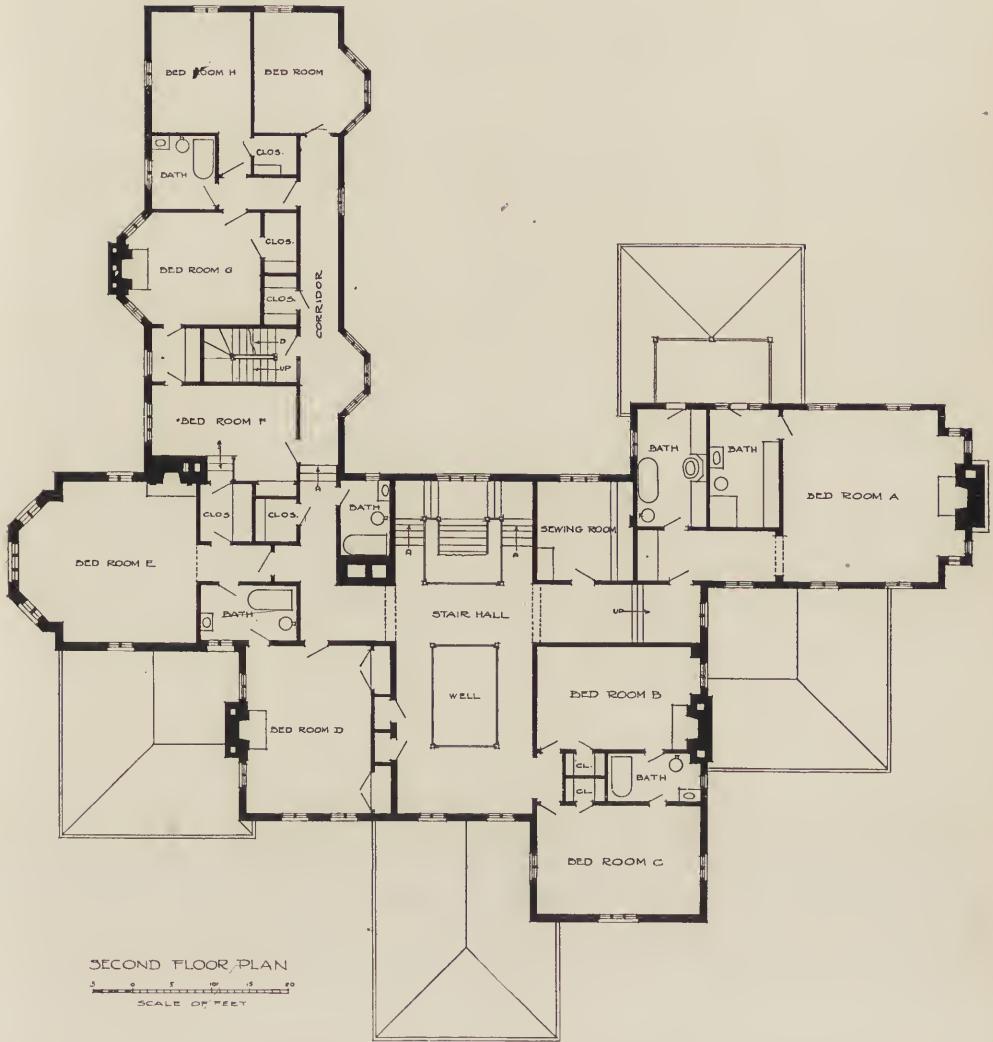 BED ROOM H
BED ROOM
CLOS.
BATH
BED ROOM G
CLOS.
CLOS.
CORRIDOR
D
UP
BED ROOM F
BATH
BATH
BED ROOM A
CLOS
CLOS.
BATH
SEWING ROOM
R
R
BED ROOM E
BATH
STAIR HALL
UP
WELL
BED ROOM B
BED ROOM D
CL.
BATH
CL.
BED ROOM C
SECOND FLOOR PLAN
5 0 5 10 15 20
SCALE OF FEET